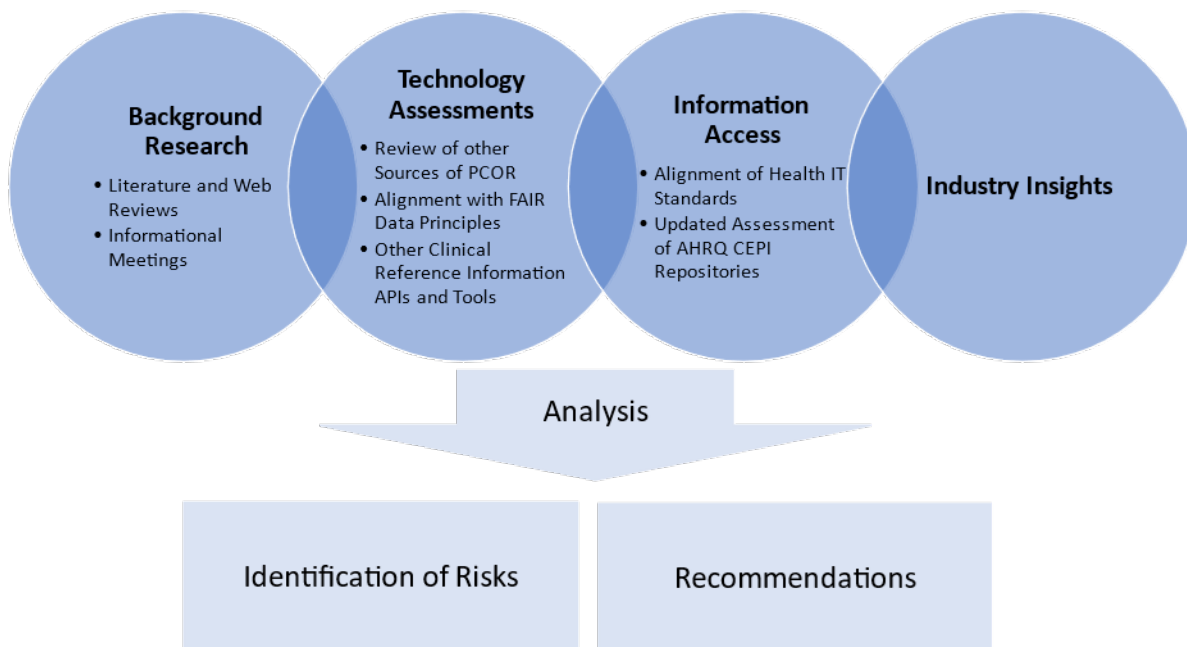 Background
Research
• Literature and Web
Reviews
• Informational
Meetings
Technology
Assessments
• Review of other
Sources of PCOR
• Alignment with FAIR
Data Principles
• Other Clinical
Reference Information
APIs and Tools
Information
Access
• Alignment of Health IT
Standards
• Updated Assessment
of AHRQ CEPI
Repositories
Industry Insights
Analysis
Identification of Risks
Recommendations